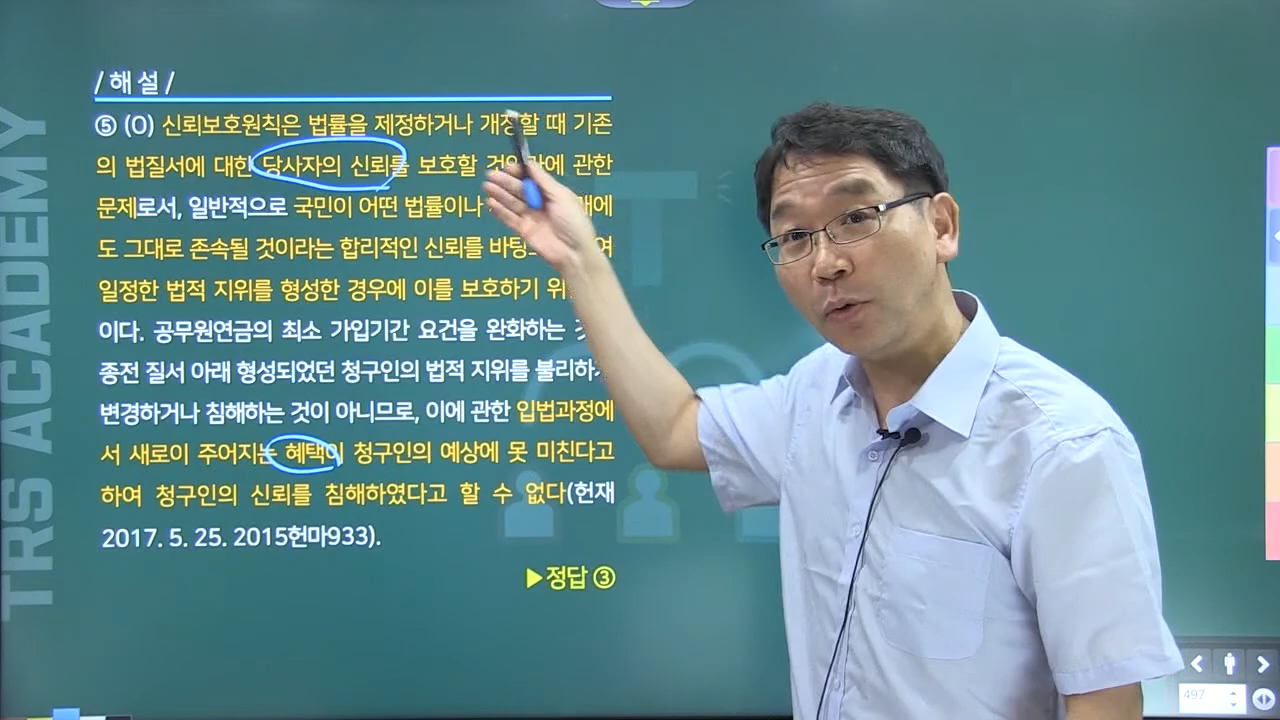 / 해 설 /
⑤ (O) 신뢰보호원칙은 법률을 제정하거나 개정할 때 기존
의 법질서에 대한 당사자의 신뢰를 보호할 것인가에 관한
문제로서, 일반적으로 국민이 어떤 법률이나
도 그대로 존속될 것이라는 합리적인 신뢰를
일정한 법적 지위를 형성한 경우에 이를 보호하기
이다. 공무원연금의 최소 가입기간 요건을 완화하는
종전 질서 아래 형성되었던 청구인의 법적 지위를 불리하게
변경하거나 침해하는 것이 아니므로, 이에 관한 입법과정에
서 새로이 주어지는 혜택이 청구인의 예상에 못 미친다고
하여 청구인의 신뢰를 침해하였다고 할 수 없다(헌재
2017. 5. 25. 2015헌마933).
▶정답 ③
TRS ACADEMY
497